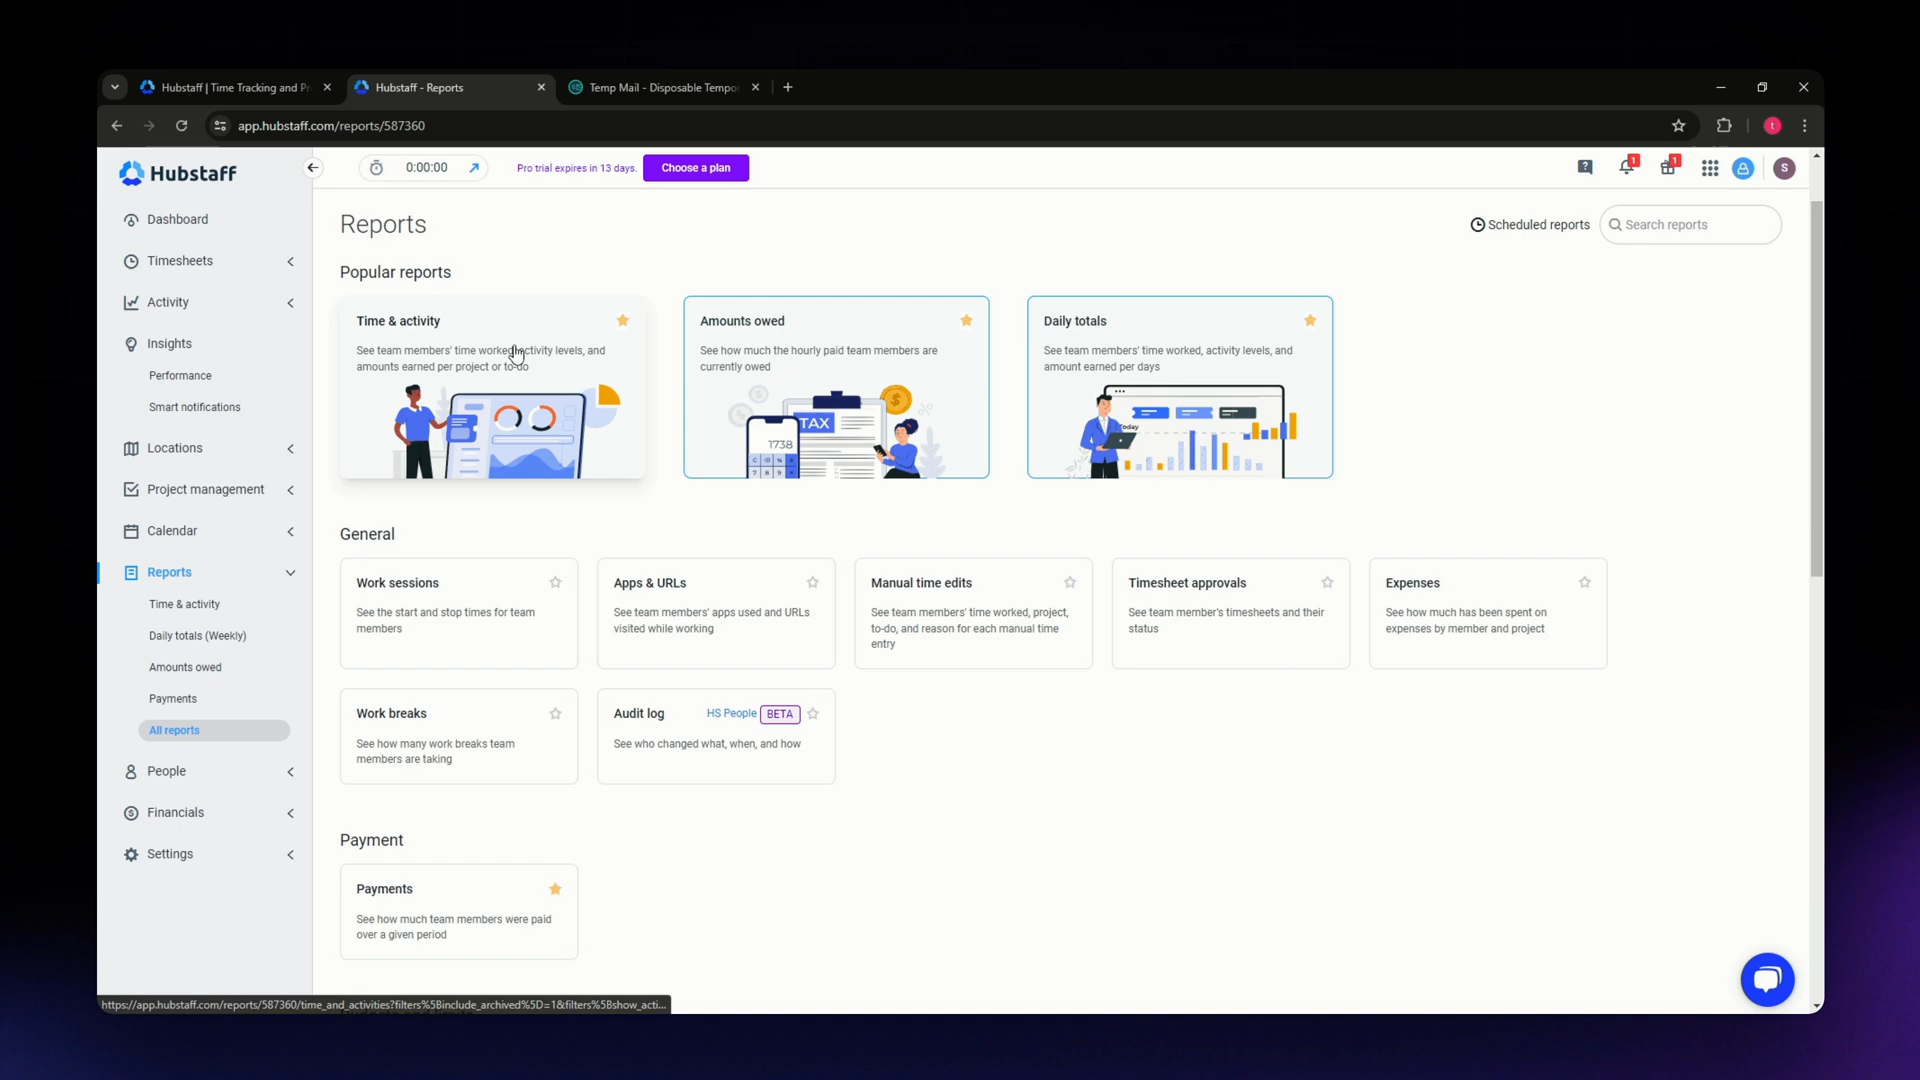 Hubstaff | Time Tracking and Pr
Hubstaff - Reports
Temp Mail - Disposable Tempo
app.hubstaff.com/reports/587360
t
Hubstaff
0:00:00
Pro trial expires in 13 days.
Choose a plan
?
1
1
S
Dashboard
Timesheets
Activity
Insights
Performance
Smart notifications
Locations
Project management
Calendar
Reports
Time & activity
Daily totals (Weekly)
Amounts owed
Payments
All reports
People
Financials
Settings
Reports
Scheduled reports
Search reports
Popular reports
Time & activity
See team members' time worked, activity levels, and
amounts earned per project or to-do
Amounts owed
See how much the hourly paid team members are
currently owed
TAX
1738
Daily totals
See team members' time worked, activity levels, and
amount earned per days
Today
General
Work sessions
See the start and stop times for team
members
Apps & URLs
See team members' apps used and URLs
visited while working
Manual time edits
See team members' time worked, project,
to-do, and reason for each manual time
entry
Timesheet approvals
See team member's timesheets and their
status
Expenses
See how much has been spent on
expenses by member and project
Work breaks
See how many work breaks team
members are taking
Audit log
HS People
BETA
See who changed what, when, and how
Payment
Payments
See how much team members were paid
over a given period
https://app.hubstaff.com/reports/587360/time_and_activities?filters%5Binclude_archived%5D=1&filters%5Bshow_acti...